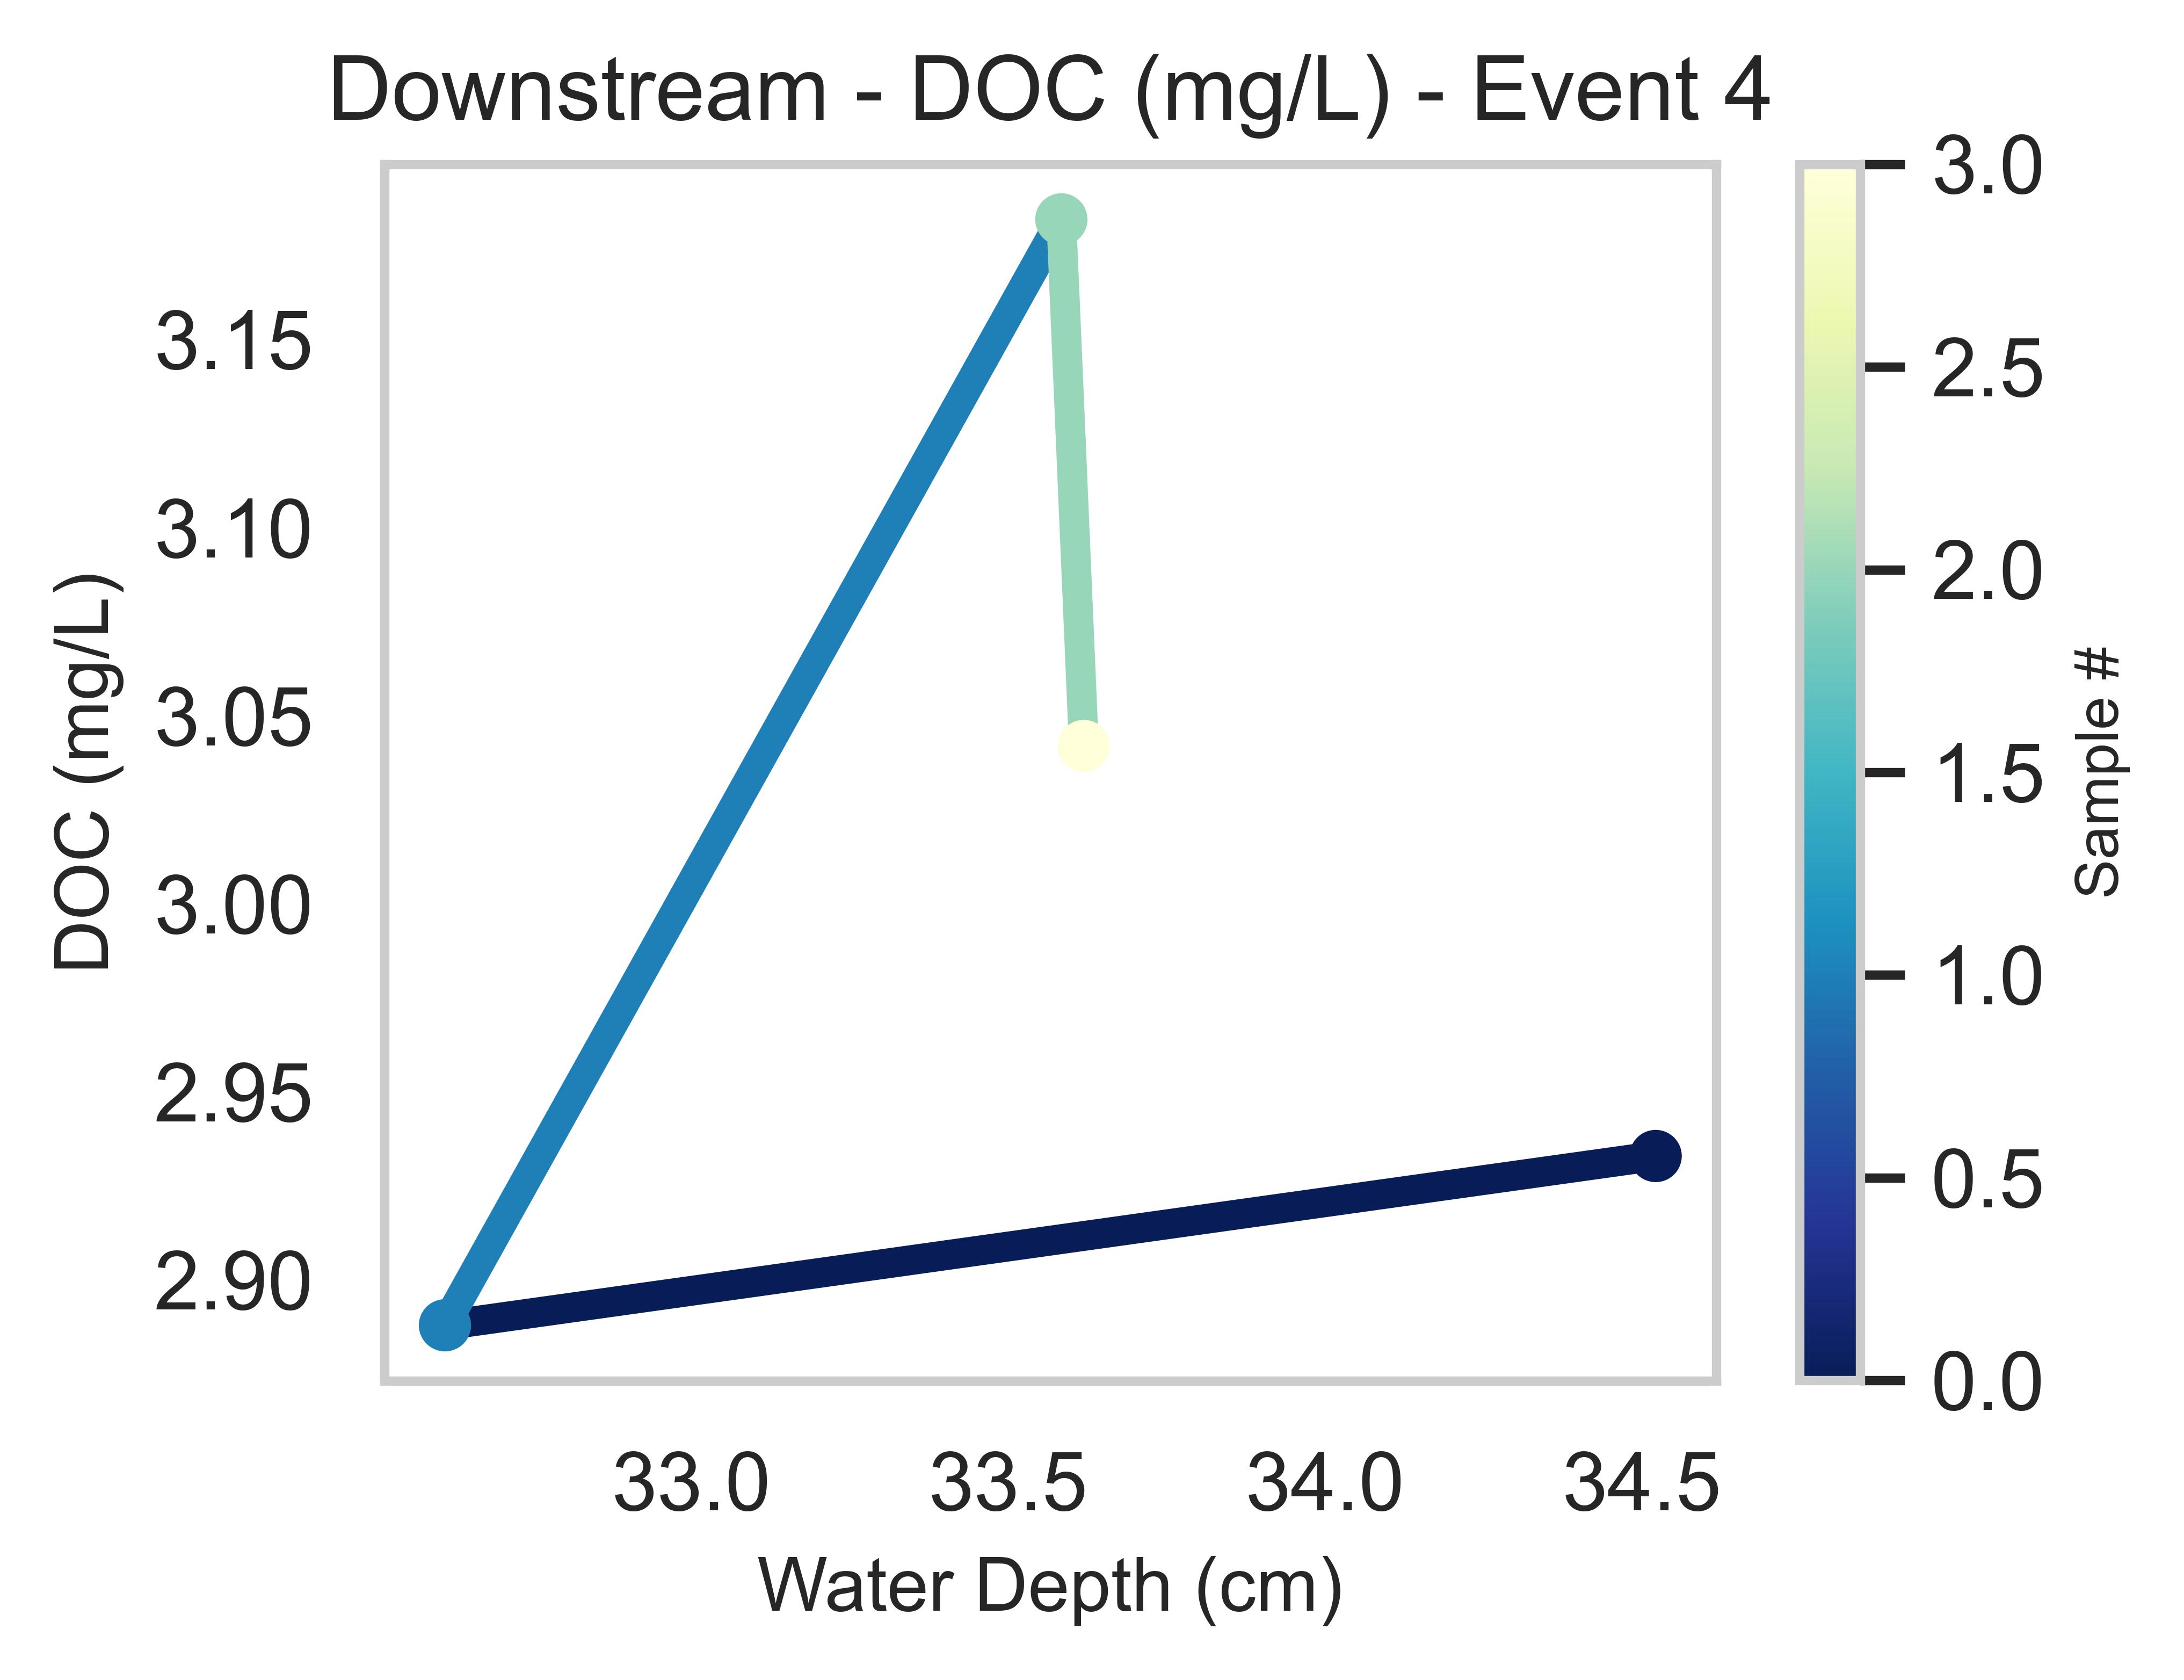 Downstream - DOC (mg/L) - Event 4
3.15
3.10
3.05
3.00
2.95
2.90
DOC (mg/L)
33.0 33.5 34.0 34.5
Water Depth (cm)
3.0
2.5
2.0
1.5
1.0
0.5
0.0
Sample #